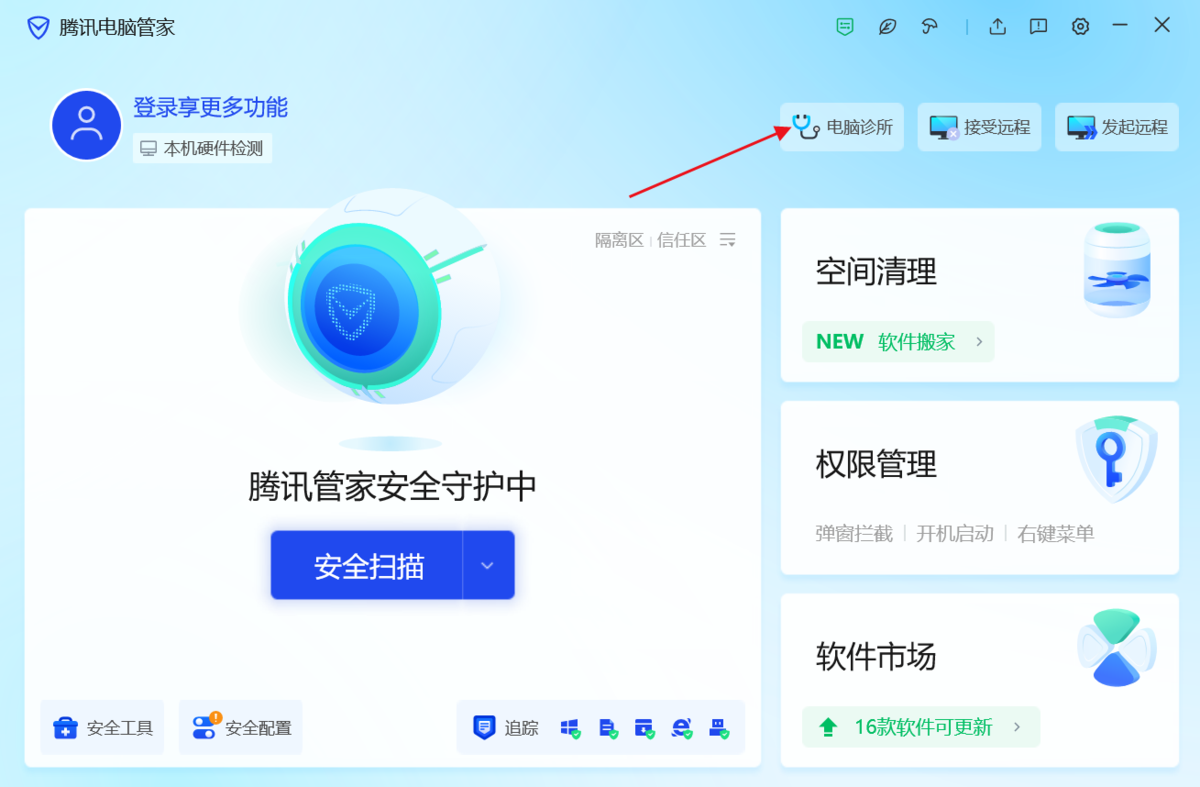 腾讯电脑管家
登录享更多功能
本机硬件检测
电脑诊所
接受远程
发起远程
隔离区
信任区
腾讯管家安全守护中
安全扫描
安全工具
安全配置
追踪
空间清理
NEW 软件搬家
权限管理
弹窗拦截 开机启动 右键菜单
软件市场
16款软件可更新